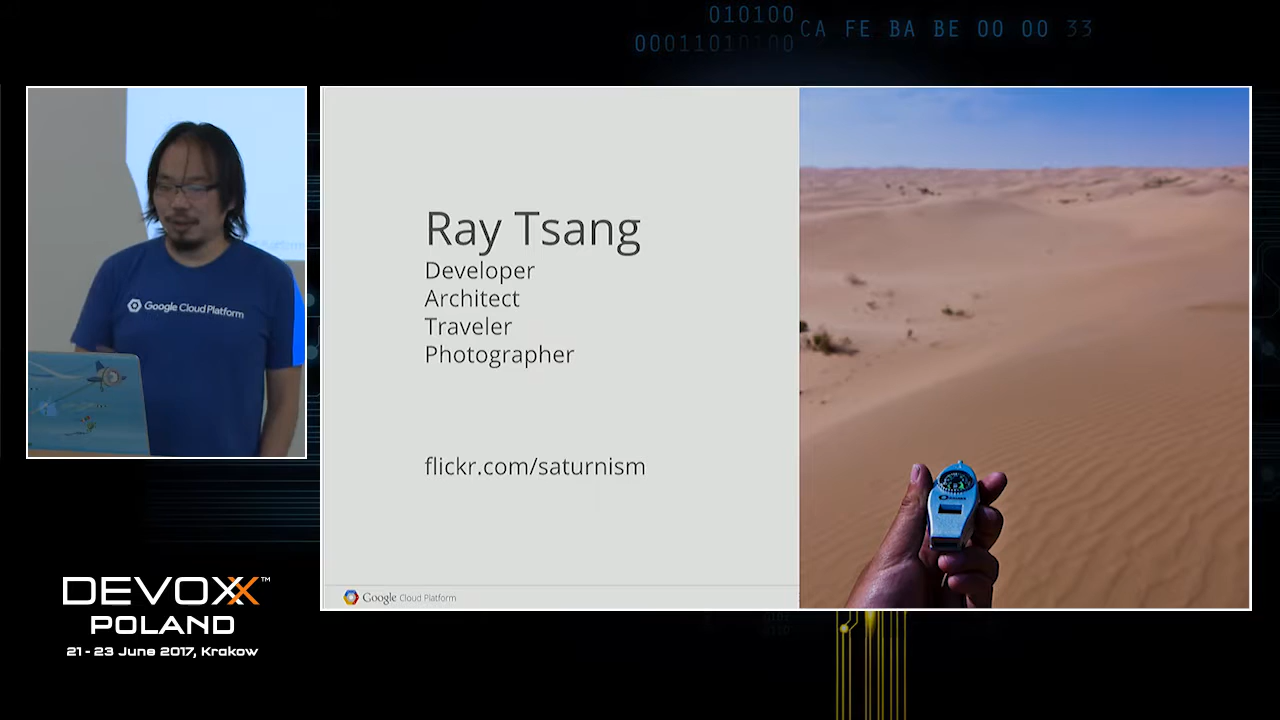 010100
00011010100
CA FE BA BE 00 00 33
Google Cloud Platform
Ray Tsang
Developer
Architect
Traveler
Photographer
flickr.com/saturnism
Google Cloud Platform
DEVOXX™
POLAND
21 - 23 June 2017, Krakow